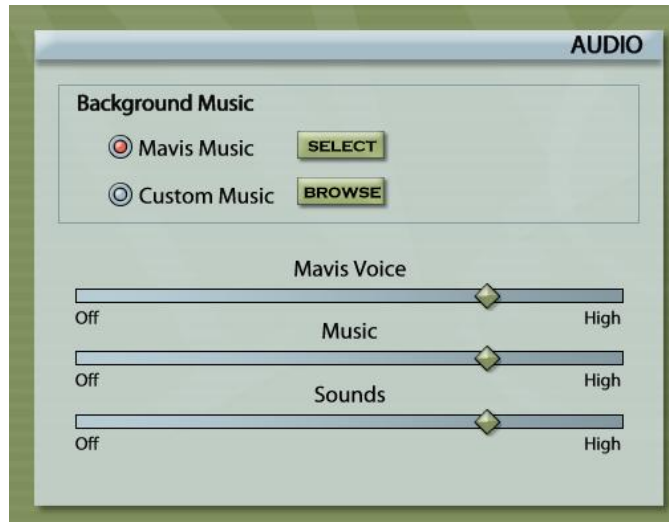 AUDIO
Background Music
Mavis Music SELECT
Custom Music BROWSE
Mavis Voice
Off High
Music
Off High
Sounds
Off High